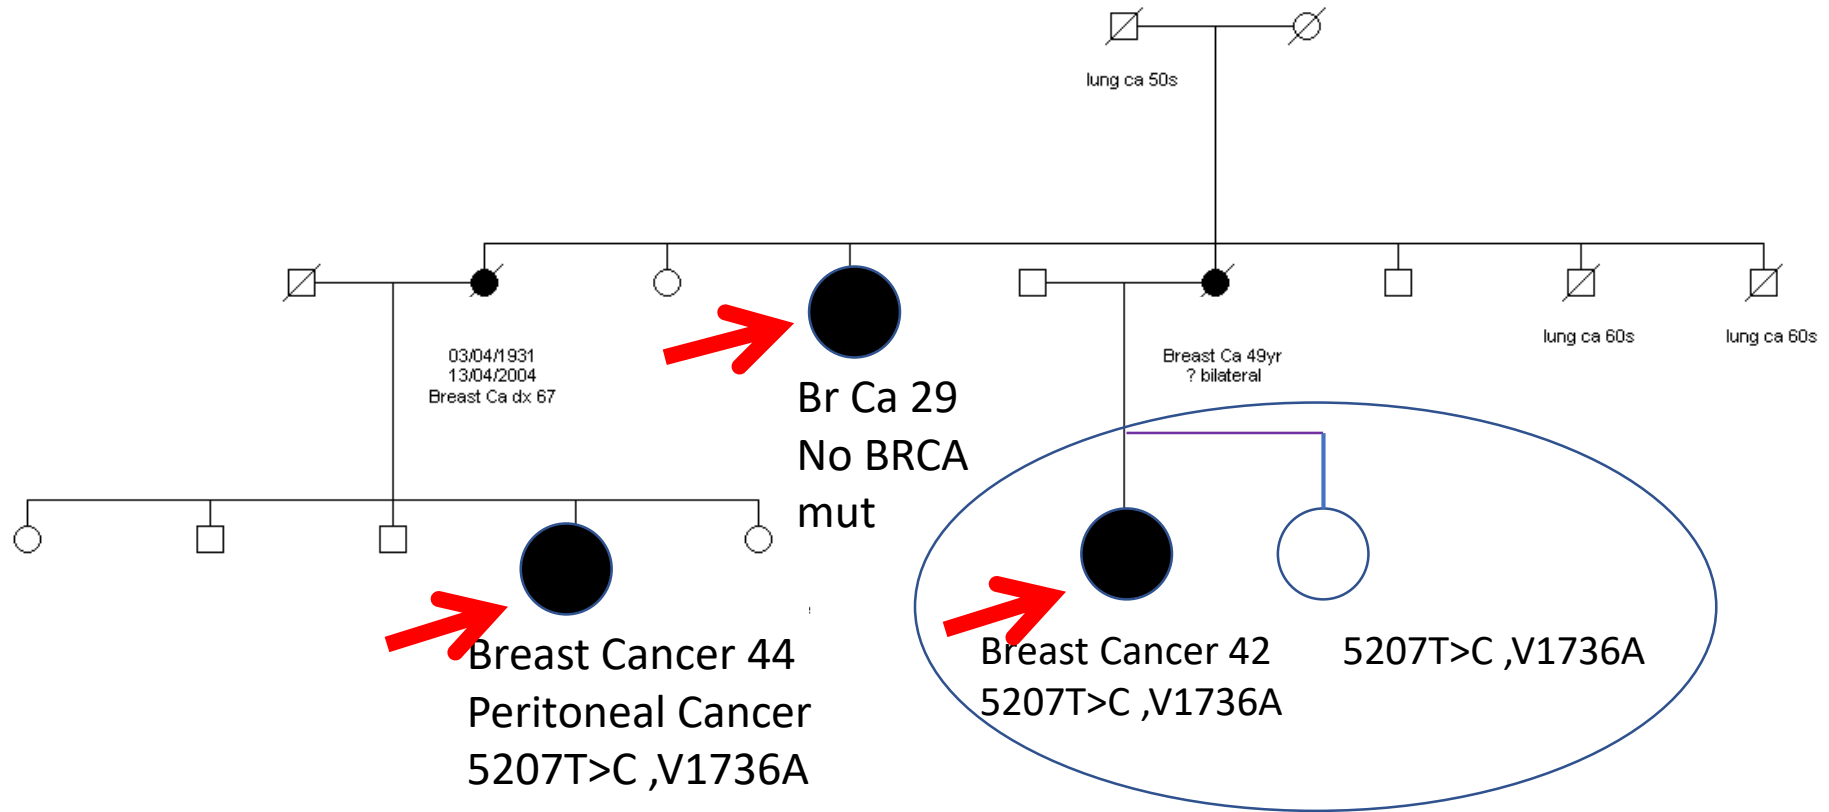 lung ca 50s
lung ca 60s
lung ca 60s
03/04/1931
13/04/2004
Breast Ca dx 67
Br Ca 29
No BRCA
mut
Breast Ca 49yr
? bilateral
Breast Cancer 44
Peritoneal Cancer
5207T>C ,V1736A
Breast Cancer 42
5207T>C ,V1736A
5207T>C ,V1736A